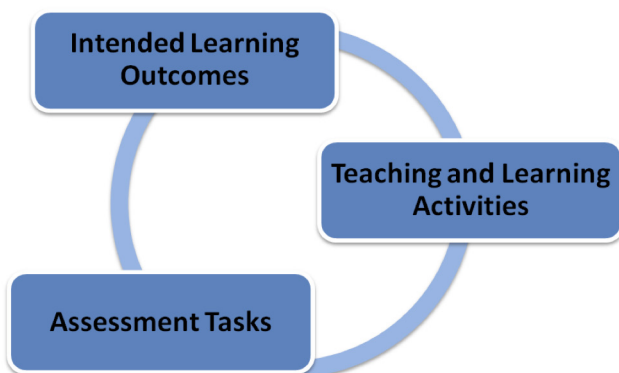 Intended Learning
Outcomes
Teaching and Learning
Activities
Assessment Tasks